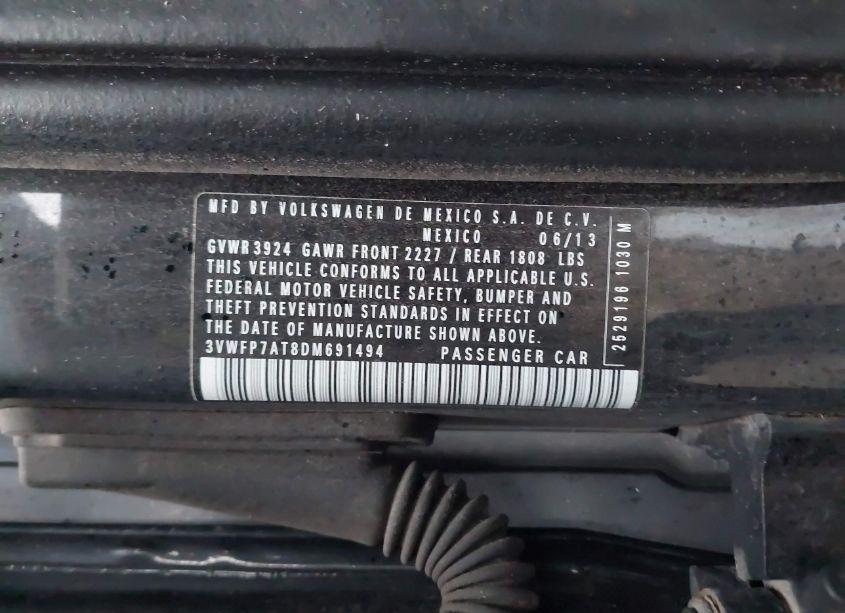 MFD BY VOLKSWAGEN DE MEXICO S.A. DE C.V.
MEXICO 06/13
GVWR 3924 GAWR FRONT 2227 / REAR 1808 LBS
THIS VEHICLE CONFORMS TO ALL APPLICABLE U.S.
FEDERAL MOTOR VEHICLE SAFETY, BUMPER AND
THEFT PREVENTION STANDARDS IN EFFECT ON
THE DATE OF MANUFACTURE SHOWN ABOVE.
3VWFP7AT8DM691494 PASSENGER CAR
2529196 1030 M